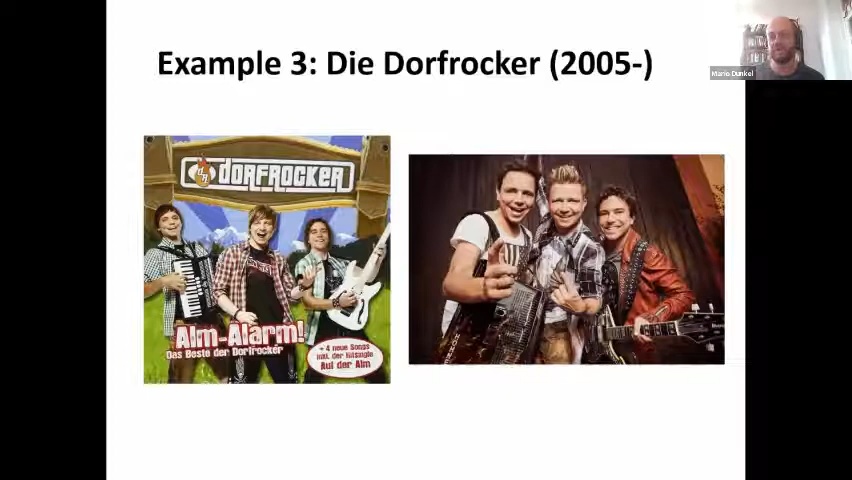 Example 3: Die Dorfrocker (2005-)
Mario Dunkel
DORFROCKER
Alm-Alarm!
Das Beste der Dorfrocker
+ 4 neue Songs
inkl. der Hitsingle
Auf der Alm